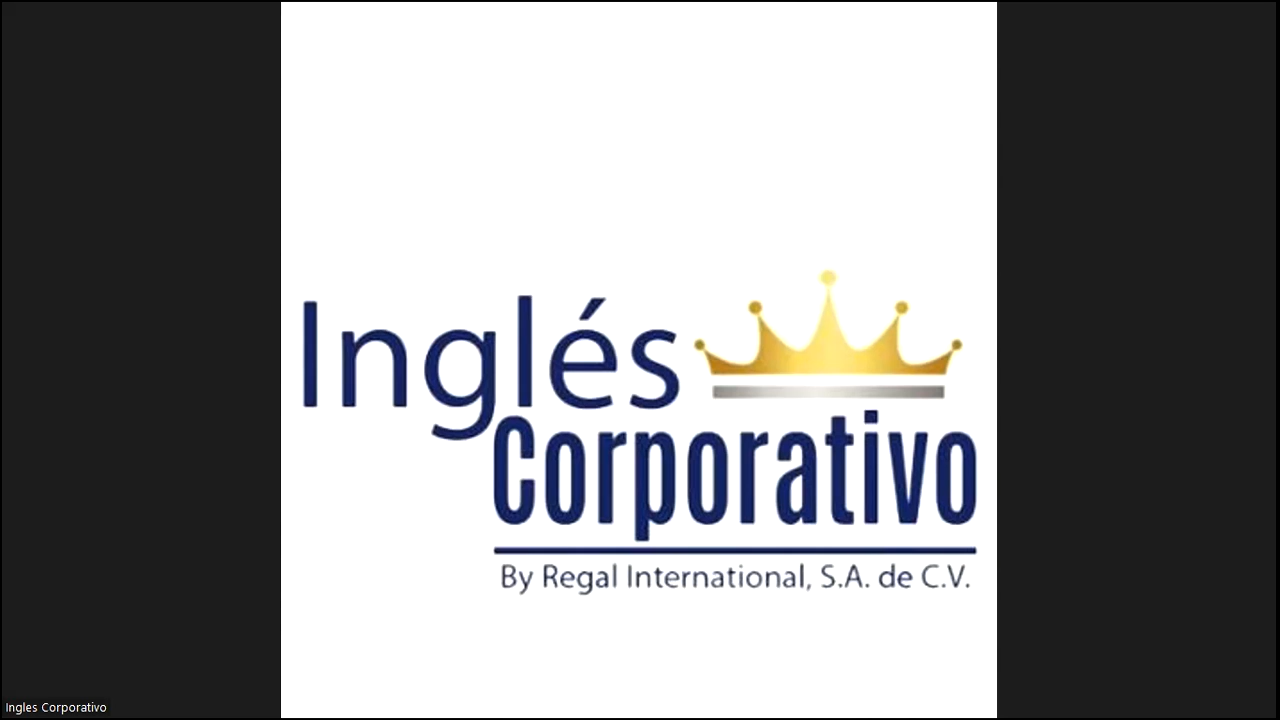 Inglés
Corporativo
By Regal International, S.A. de C.V.
Ingles Corporativo